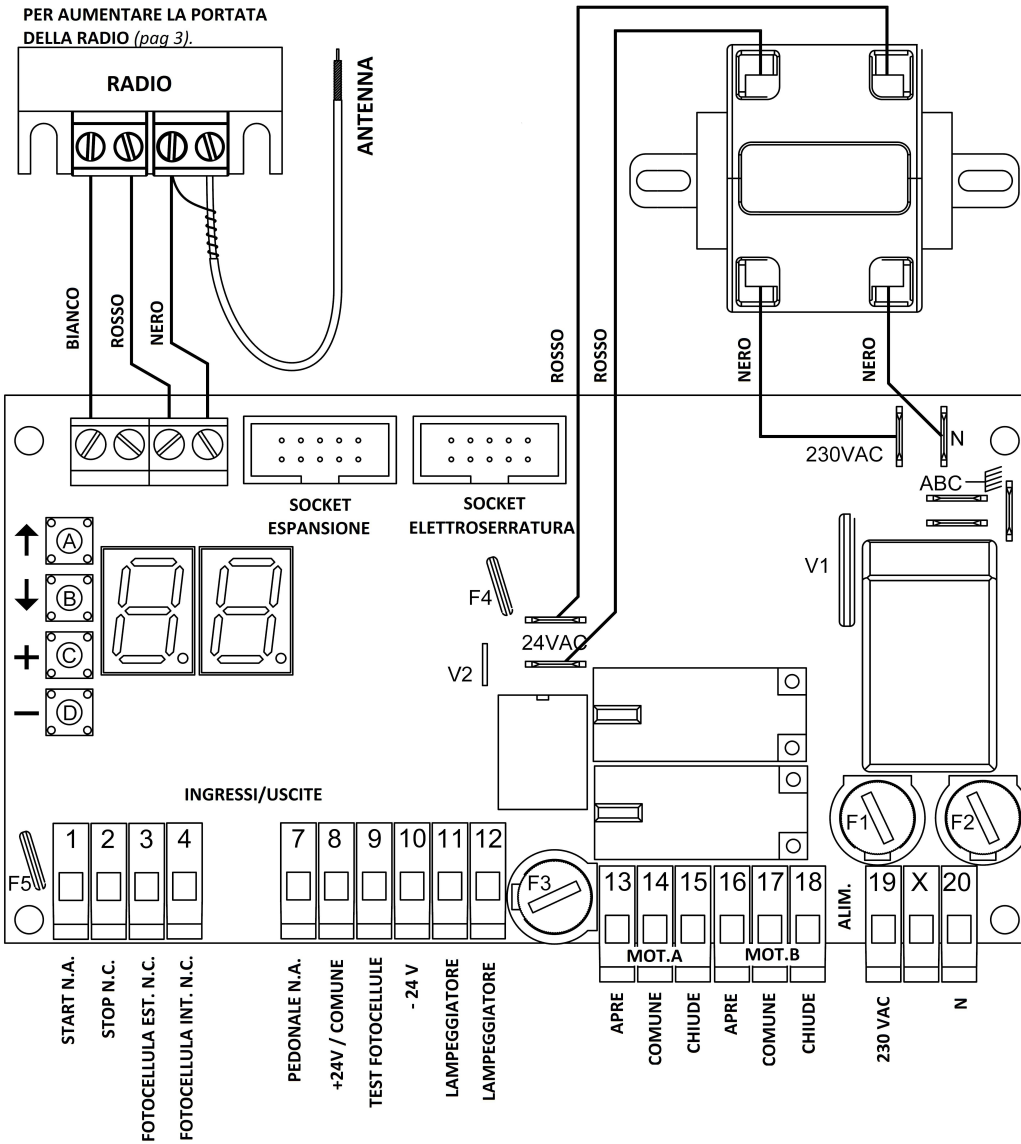 PER AUMENTARE LA PORTATA
DELLA RADIO (pag 3).
RADIO
ANTENNA
BIANCO
ROSSO
NERO
ROSSO
ROSSO
NERO
NERO
230VAC
N
ABC
SOCKET
ESPANSIONE
SOCKET
ELETTROSERRATURA
A
B
+
C
−
D
F4
24VAC
V2
V1
INGRESSI/USCITE
F5
1
2
3
4
7
8
9
10
11
12
F3
F1
F2
13
14
15
16
17
18
ALIM.
19
X
20
MOT.A
MOT.B
START N.A.
STOP N.C.
FOTOCELLULA EST. N.C.
FOTOCELLULA INT. N.C.
PEDONALE N.A.
+24V / COMUNE
TEST FOTOCELLULE
- 24 V
LAMPEGGIATORE
LAMPEGGIATORE
APRE
COMUNE
CHIUDE
APRE
COMUNE
CHIUDE
230 VAC
N